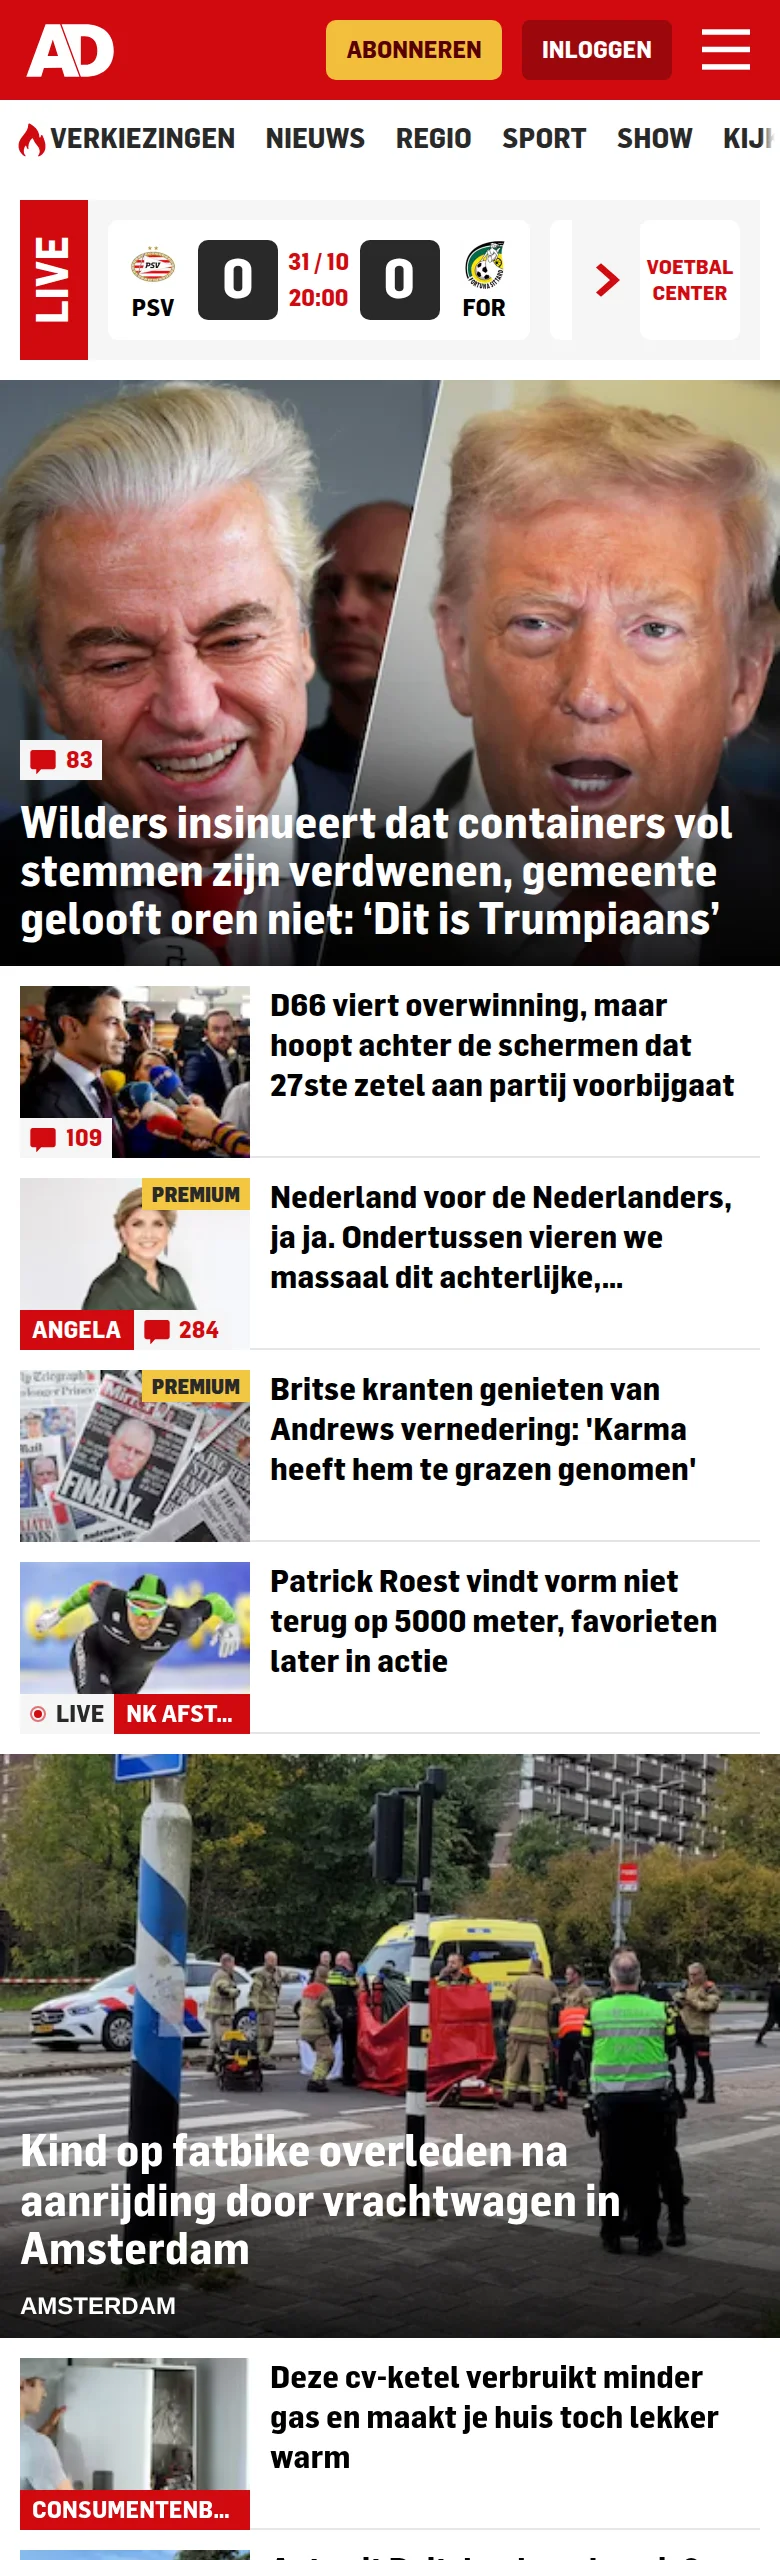 AD
ABONNEREN
INLOGGEN
VERKIEZINGEN NIEUWS REGIO SPORT SHOW
LIVE
PSV
0
31 / 10
20:00
0
FOR
VOETBAL
CENTER
83
Wilders insinueert dat containers vol
stemmen zijn verdwenen, gemeente
gelooft oren niet: ‘Dit is Trumpiaans’
109
D66 viert overwinning, maar
hoopt achter de schermen dat
27ste zetel aan partij voorbijgaat
PREMIUM
ANGELA
284
Nederland voor de Nederlanders,
ja ja. Ondertussen vieren we
massaal dit achterlijke,...
PREMIUM
FINALLY...
Britse kranten genieten van
Andrews vernedering: 'Karma
heeft hem te grazen genomen'
LIVE
NK AFST...
Patrick Roest vindt vorm niet
terug op 5000 meter, favorieten
later in actie
Kind op fatbike overleden na
aanrijding door vrachtwagen in
Amsterdam
AMSTERDAM
CONSUMENTENB...
Deze cv-ketel verbruikt minder
gas en maakt je huis toch lekker
warm